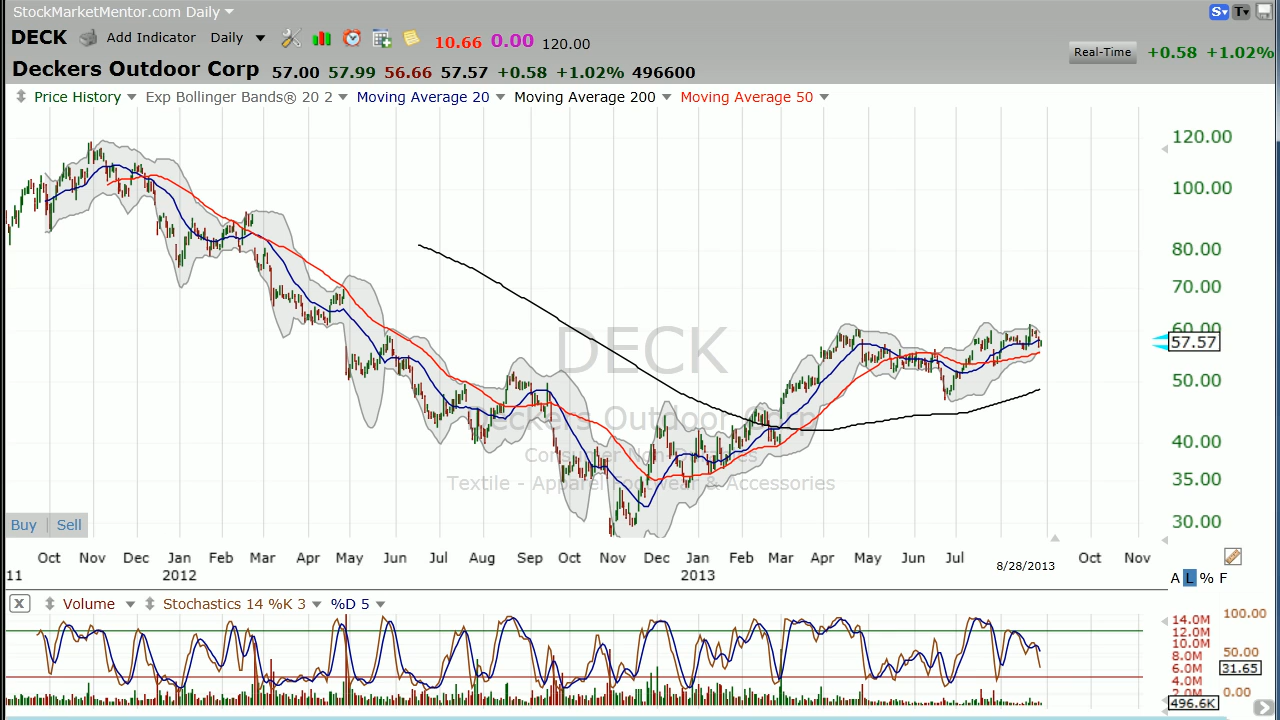 StockMarketMentor.com Daily
S T
DECK Add Indicator Daily 10.66 0.00 120.00
Real-Time +0.58 +1.02%
Deckers Outdoor Corp 57.00 57.99 56.66 57.57 +0.58 +1.02% 496600
Price History Exp Bollinger Bands® 20 2 Moving Average 20 Moving Average 200 Moving Average 50
120.00
100.00
80.00
70.00
60.00
57.57
50.00
40.00
35.00
30.00
DECK
Deckers Outdoor Corp
Textile - Apparel Footwear & Accessories
Buy Sell
Oct Nov Dec Jan Feb Mar Apr May Jun Jul Aug Sep Oct Nov Dec Jan Feb Mar Apr May Jun Jul 8/28/2013 Oct Nov
11 2012 2013
A L % F
X Volume Stochastics 14 %K 3 %D 5
14.0M 100.00
12.0M
10.0M
8.0M 50.00
6.0M 31.65
4.0M
2.0M 0.00
496.6K